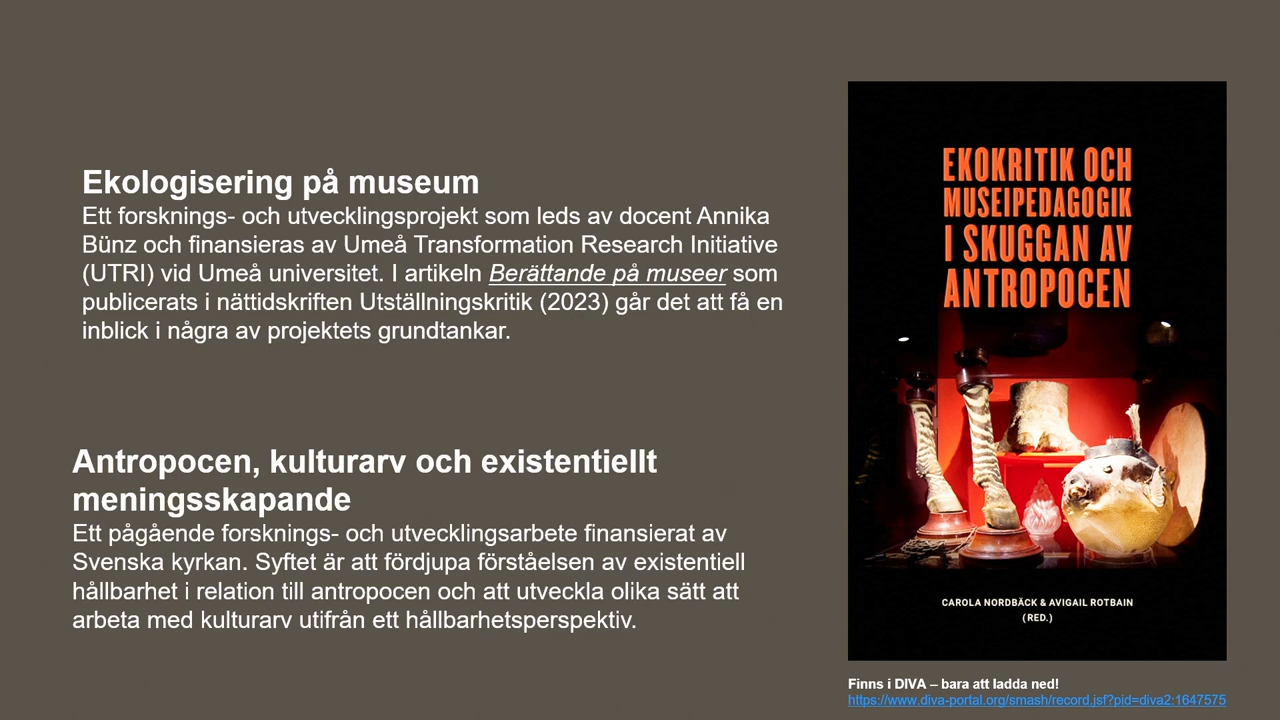 Ekologisering på museum
Ett forsknings- och utvecklingsprojekt som leds av docent Annika
Bünz och finansieras av Umeå Transformation Research Initiative
(UTRI) vid Umeå universitet. I artikeln Berättande på museer som
publicerats i nättidskriften Utställningskritik (2023) går det att få en
inblick i några av projektets grundtankar.
Antropocen, kulturarv och existentiellt
meningsskapande
Ett pågående forsknings- och utvecklingsarbete finansierat av
Svenska kyrkan. Syftet är att fördjupa förståelsen av existentiell
hållbarhet i relation till antropocen och att utveckla olika sätt att
arbeta med kulturarv utifrån ett hållbarhetsperspektiv.
EKOKRITIK OCH
MUSEIPEDAGOGIK
I SKUGGAN AV
ANTROPOCEN
CAROLA NORDBÄCK & AVIGAIL ROTBAIN
(RED.)
Finns i DIVA – bara att ladda ned!
https://www.diva-portal.org/smash/record.jsf?pid=diva2:1647575